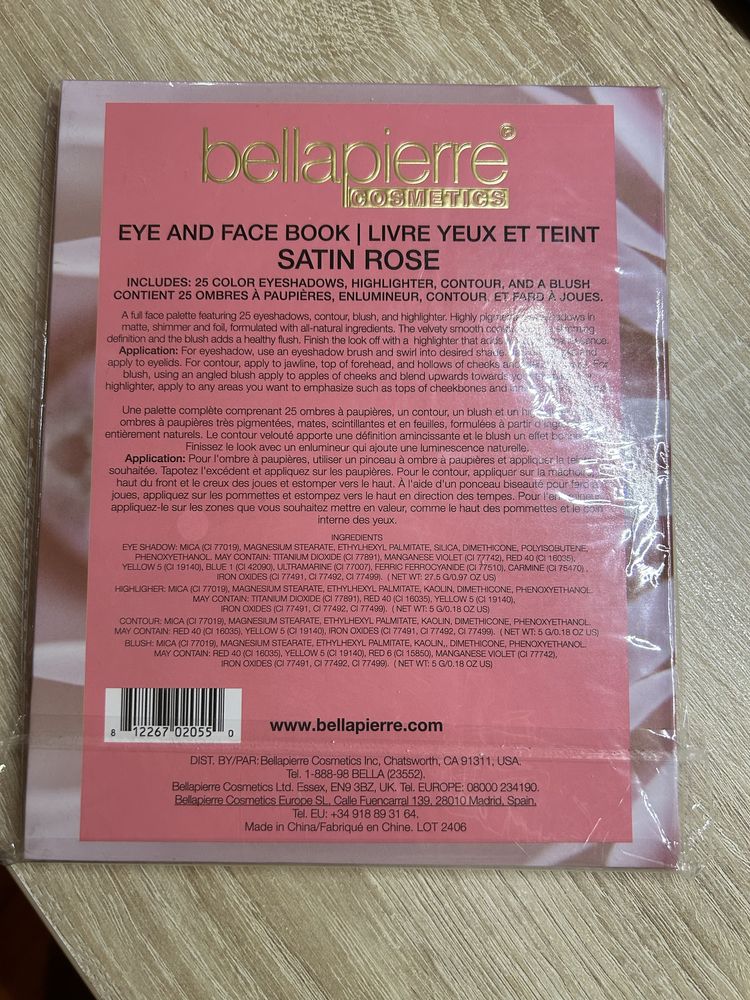 bellapierre®
COSMETICS
EYE AND FACE BOOK | LIVRE YEUX ET TEINT
SATIN ROSE
INCLUDES: 25 COLOR EYESHADOWS, HIGHLIGHTER, CONTOUR, AND A BLUSH
CONTIENT 25 OMBRES À PAUPIÈRES, ENLUMINEUR, CONTOUR, ET FARD À JOUES.
A full face palette featuring 25 eyeshadows, contour, blush, and highlighter. Highly in
matte, shimmer and foil, formulated with all-natural ingredients. The velvety smooth
definition and the blush adds a healthy flush. Finish the look off with a highlighter that adds
Application: For eyeshadow, use an eyeshadow brush and swirl into desired shade. and
apply to eyelids. For contour, apply to jawline, top of forehead, and hollows of cheeks For
blush, using an angled blush apply to apples of cheeks and blend upwards towards
highlighter, apply to any areas you want to emphasize such as tops of cheekbones and
Une palette complète comprenant 25 ombres à paupières, un contour, un blush et un
ombres à paupières très pigmentées, mates, scintillantes et en feuilles, formulées à partir
entièrement naturels. Le contour velouté apporte une définition amincissante et le blush un effet
Finissez le look avec un enlumineur qui ajoute une luminescence naturelle.
Application: Pour l'ombre à paupières, utiliser un pinceau à ombre à paupières et appliquer la
souhaitée. Tapotez l'excédent et appliquez sur les paupières. Pour le contour, appliquer sur la mâchoire
haut du front et le creux des joues et estomper vers le haut. À l'aide d'un ponceau biseauté pour fard à
joues, appliquez sur les pommettes et estompez vers le haut en direction des tempes. Pour
appliquez-le sur les zones que vous souhaitez mettre en valeur, comme le haut des pommettes et le coin
interne des yeux.
INGREDIENTS
EYE SHADOW: MICA (CI 77019), MAGNESIUM STEARATE, ETHYLHEXYL PALMITATE, SILICA, DIMETHICONE, POLYISOBUTENE,
PHENOXYETHANOL. MAY CONTAIN: TITANIUM DIOXIDE (CI 77891), MANGANESE VIOLET (CI 77742), RED 40 (CI 16035),
YELLOW 5 (CI 19140), BLUE 1 (CI 42090), ULTRAMARINE (CI 77007), FERRIC FERROCYANIDE (CI 77510), CARMINE (CI 75470),
IRON OXIDES (CI 77491, CI 77492, CI 77499). ( NET WT: 27.5 G/0.97 OZ US)
HIGHLIGHER: MICA (CI 77019), MAGNESIUM STEARATE, ETHYLHEXYL PALMITATE, KAOLIN, DIMETHICONE, PHENOXYETHANOL.
MAY CONTAIN: TITANIUM DIOXIDE (CI 77891), RED 40 (CI 16035), YELLOW 5 (CI 19140),
IRON OXIDES (CI 77491, CI 77492, CI 77499). ( NET WT: 5 G/0.18 OZ US)
CONTOUR: MICA (CI 77019), MAGNESIUM STEARATE, ETHYLHEXYL PALMITATE, KAOLIN, DIMETHICONE, PHENOXYETHANOL.
MAY CONTAIN: RED 40 (CI 16035), YELLOW 5 (CI 19140), IRON OXIDES (CI 77491, CI 77492, CI 77499). ( NET WT: 5 G/0.18 OZ US)
BLUSH: MICA (CI 77019), MAGNESIUM STEARATE, ETHYLHEXYL PALMITATE, KAOLIN,, DIMETHICONE, PHENOXYETHANOL.
MAY CONTAIN: RED 40 (CI 16035), YELLOW 5 (CI 19140), RED 6 (CI 15850), MANGANESE VIOLET (CI 77742),
IRON OXIDES (CI 77491, CI 77492, CI 77499). ( NET WT: 5 G/0.18 OZ US)
8 12267 02055 0
www.bellapierre.com
DIST. BY/PAR: Bellapierre Cosmetics Inc, Chatsworth, CA 91311, USA.
Tel. 1-888-98 BELLA (23552).
Bellapierre Cosmetics Ltd. Essex, EN9 3BZ, UK. Tel. EUROPE: 08000 234190.
Bellapierre Cosmetics Europe SL, Calle Fuencarral 139, 28010 Madrid, Spain.
Tel. EU: +34 918 89 31 64.
Made in China/Fabriqué en Chine. LOT 2406